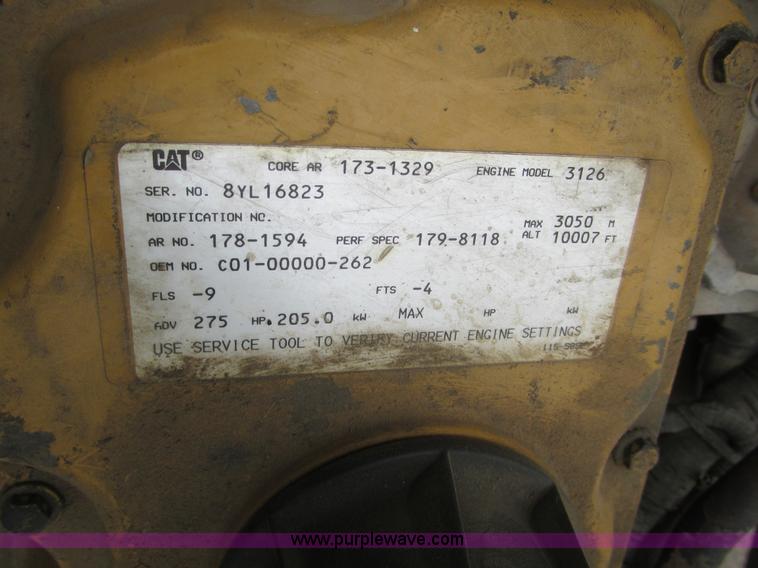 CAT® CORE AR 173-1329 ENGINE MODEL 3126
SER. NO. 8YL16823
MODIFICATION NO. MAX 3050 M
AR NO. 178-1594 PERF SPEC 179-8118 ALT 10007 FT
OEM NO. C01-00000-262
FLS -9 FTS -4
ADV 275 HP 205.0 kW MAX HP kW
USE SERVICE TOOL TO VERIFY CURRENT ENGINE SETTINGS
www.purplewave.com